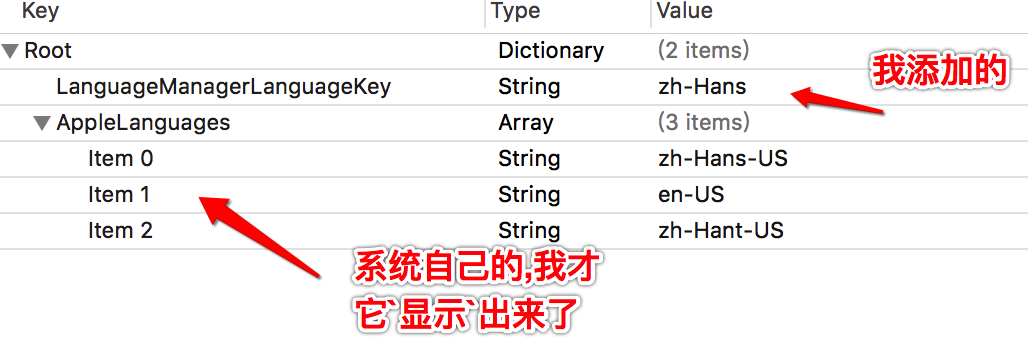 Key Type Value
Root Dictionary (2 items)
LanguageManagerLanguageKey String zh-Hans
我添加的
AppleLanguages Array (3 items)
Item 0 String zh-Hans-US
Item 1 String en-US
Item 2 String zh-Hant-US
系统自己的,我才
它`显示`出来了